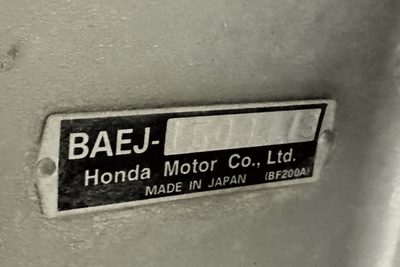 BAEJ-
Honda Motor Co., Ltd.
MADE IN JAPAN (BF200A)